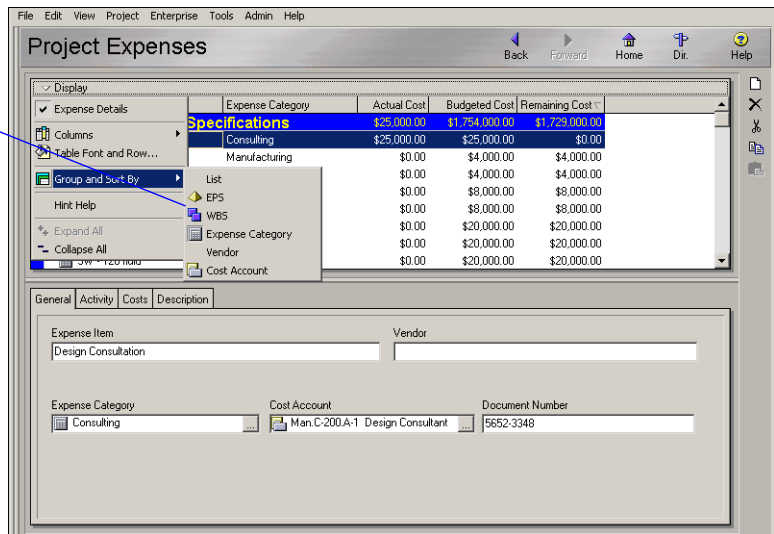 File Edit View Project Enterprise Tools Admin Help
Project Expenses
Back Forward Home Dir. Help
Display
Expense Category Actual Cost Budgeted Cost Remaining Cost
Specifications $25,000.00 $1,754,000.00 $1,729,000.00
Consulting $25,000.00 $25,000.00 $0.00
Manufacturing $0.00 $4,000.00 $4,000.00
$0.00 $4,000.00 $4,000.00
$0.00 $8,000.00 $8,000.00
$0.00 $8,000.00 $8,000.00
$0.00 $20,000.00 $20,000.00
$0.00 $20,000.00 $20,000.00
$0.00 $20,000.00 $20,000.00
Expense Details
Columns
Table Font and Row...
Group and Sort By
Hint Help
Expand All
Collapse All
List
EPS
WBS
Expense Category
Vendor
Cost Account
General Activity Costs Description
Expense Item Vendor
Design Consultation
Expense Category Cost Account Document Number
Consulting ... Man.C-200.A-1 Design Consultant ... 5652-3348